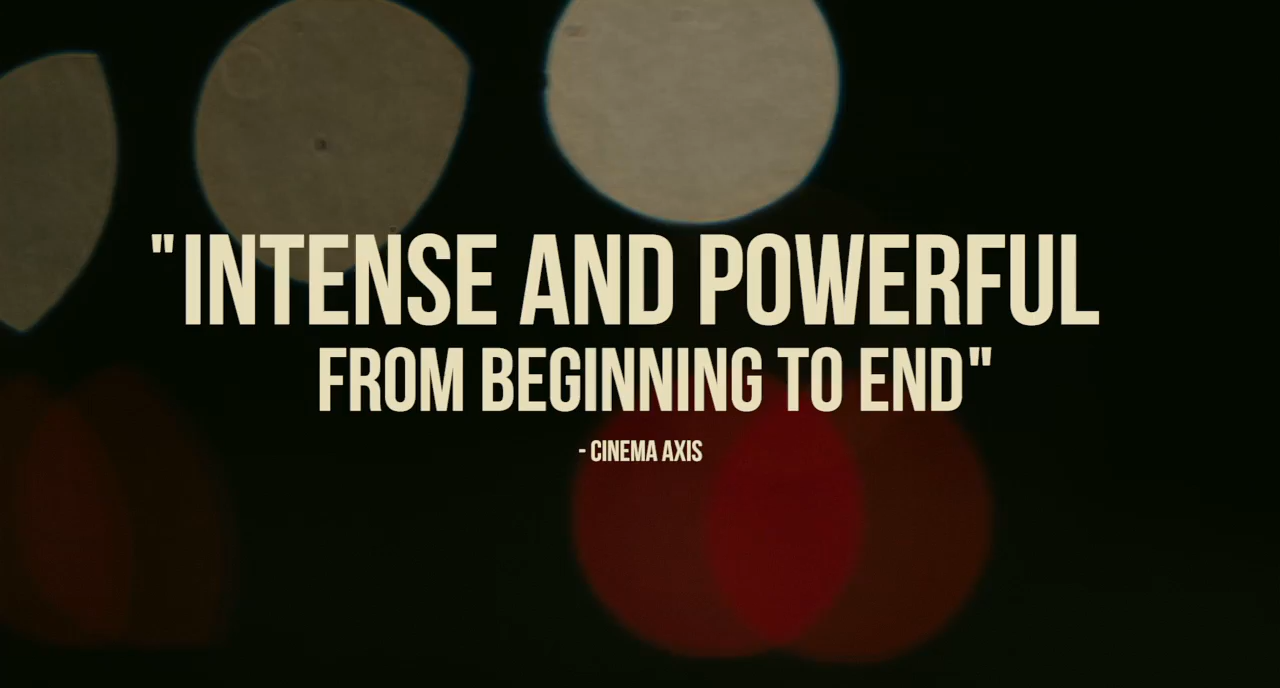 "INTENSE AND POWERFUL
FROM BEGINNING TO END"
- CINEMA AXIS